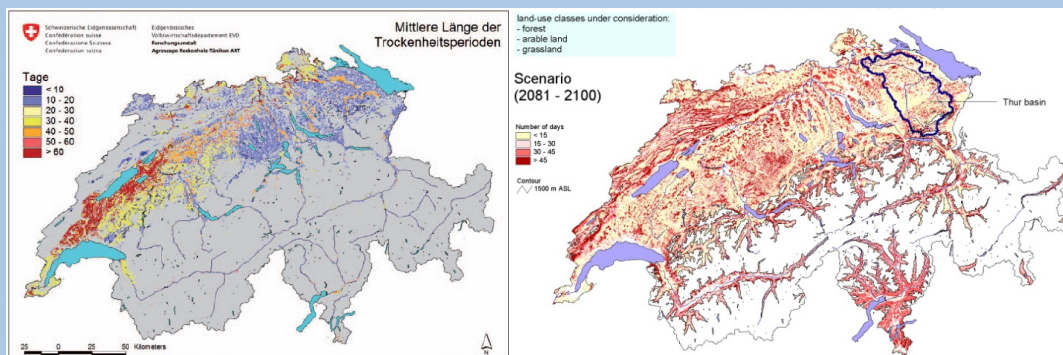 Schweizerische Eidgenossenschaft
Confédération suisse
Confederazione Svizzera
Confederaziun svizra
Eidgenössisches
Volkswirtschaftsdepartement EVD
Forschungsanstalt
Agroscope Reckenholz-Tänikon ART
Mittlere Länge der
Trockenheitsperioden
Tage
< 10
10 - 20
20 - 30
30 - 40
40 - 50
50 - 60
> 60
25 0 25 50 Kilometers
N
land-use classes under consideration:
- forest
- arable land
- grassland
Scenario
(2081 - 2100)
Number of days
< 15
15 - 30
30 - 45
> 45
Contour
1500 m ASL
Thur basin